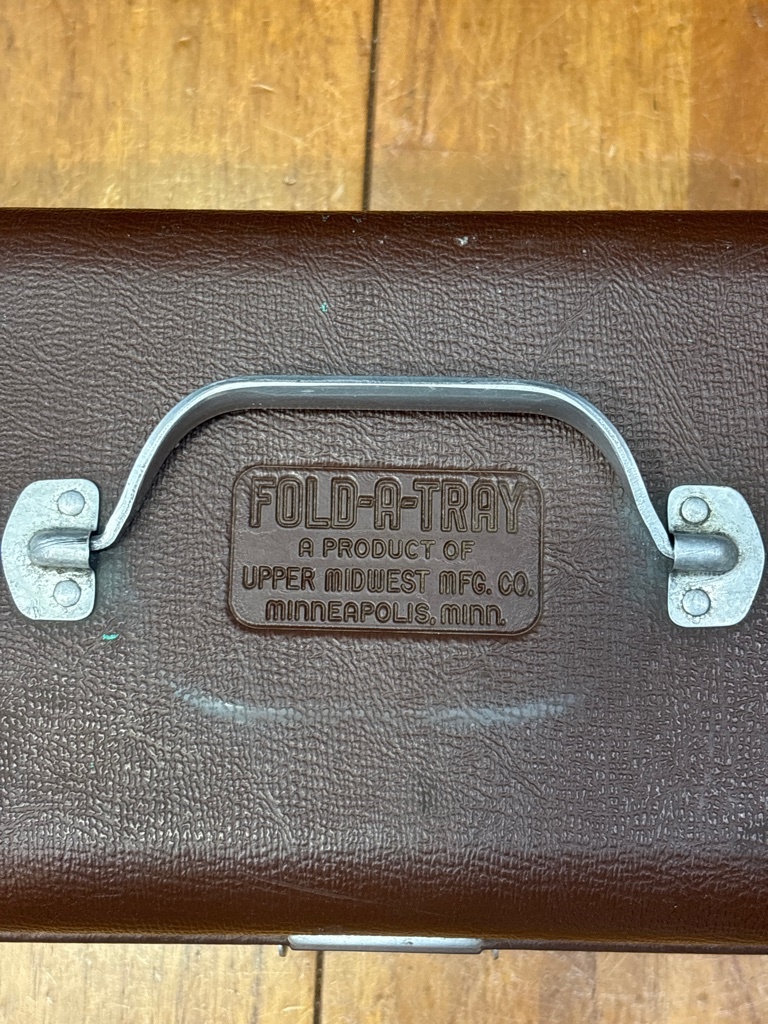 FOLD-A-TRAY
A PRODUCT OF
UPPER MIDWEST MFG. CO.
MINNEAPOLIS, MINN.